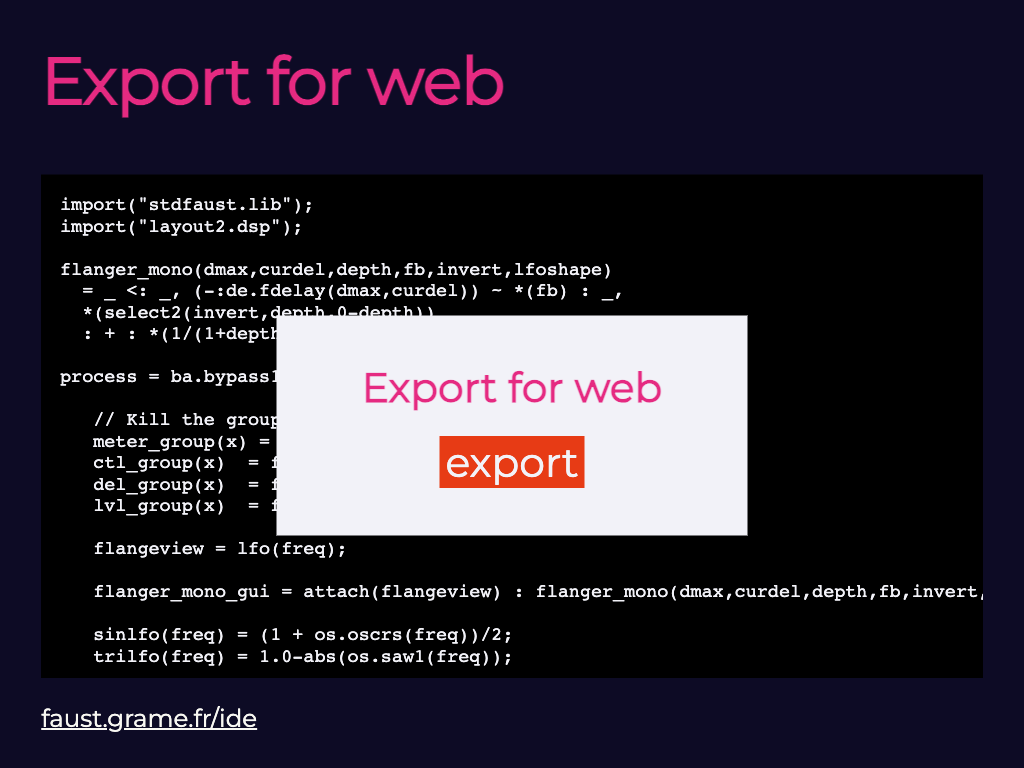 Export for web
import("stdfaust.lib");
import("layout2.dsp");
flanger_mono(dmax,curdel,depth,fb,invert,lfoshape)
= _ <: _, (-:de.fdelay(dmax,curdel)) ~ *(fb) : _,
*(select2(invert,depth,0-depth))
: + : *(1/(1+depth
process = ba.bypass1
// Kill the group
meter_group(x) =
ctl_group(x)  = f
del_group(x)  = f
lvl_group(x)  = f
Export for web
export
flangeview = lfo(freq);
flanger_mono_gui = attach(flangeview) : flanger_mono(dmax,curdel,depth,fb,invert,
sinlfo(freq) = (1 + os.oscrs(freq))/2;
trilfo(freq) = 1.0-abs(os.saw1(freq));
faust.grame.fr/ide